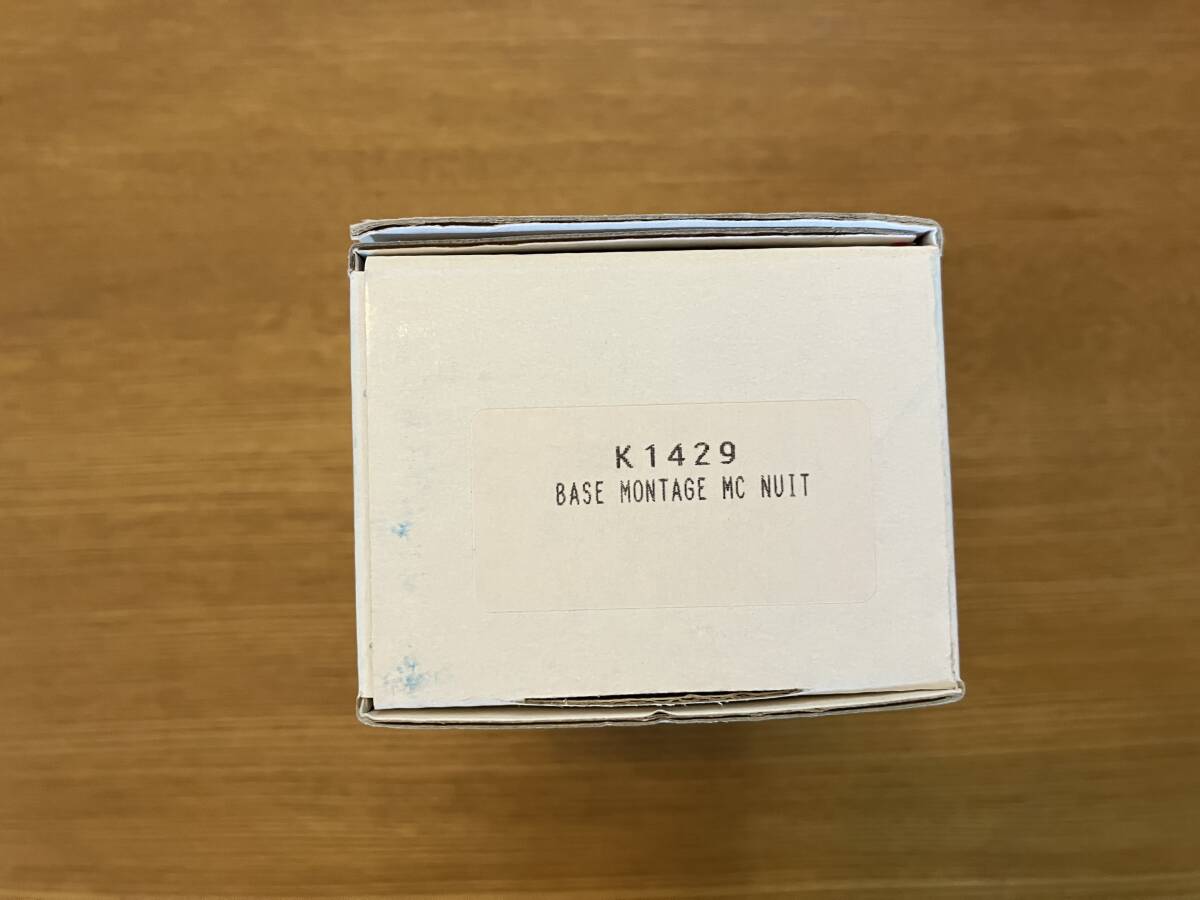 K1429
BASE MONTAGE MC NUIT